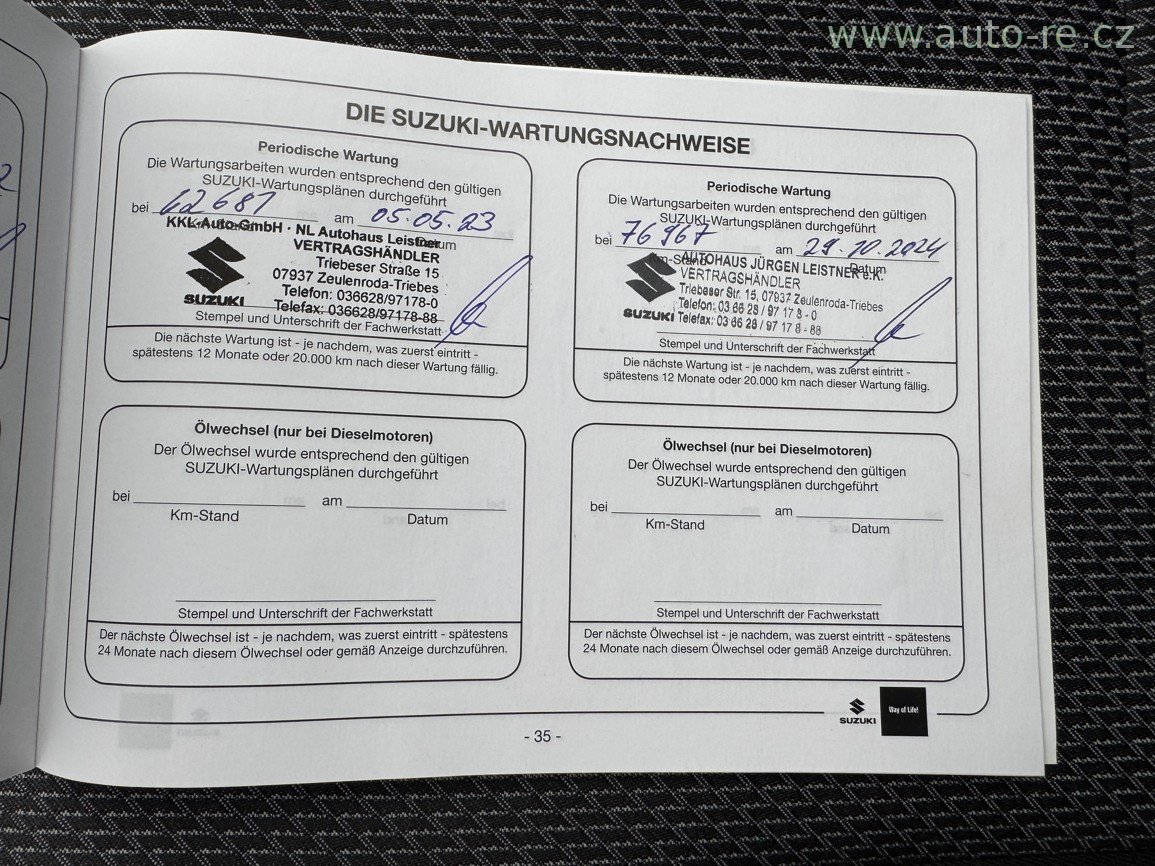 www.auto-re.cz
DIE SUZUKI-WARTUNGSNACHWEISE
Periodische Wartung
Die Wartungsarbeiten wurden entsprechend den gültigen
SUZUKI-Wartungsplänen durchgeführt
bei 62681 am 05.05.23
Datum
KKL-Auto-GmbH · NL Autohaus Leistner
VERTRAGSHÄNDLER
Triebeser Straße 15
07937 Zeulenroda-Triebes
Telefon: 036628/97178-0
SUZUKI Telefax: 036628/97178-88
Stempel und Unterschrift der Fachwerkstatt
Die nächste Wartung ist - je nachdem, was zuerst eintritt -
spätestens 12 Monate oder 20.000 km nach dieser Wartung fällig.
Periodische Wartung
Die Wartungsarbeiten wurden entsprechend den gültigen
SUZUKI-Wartungsplänen durchgeführt
bei 76967 am 29.10.2024
Km-Stand Datum
AUTOHAUS JÜRGEN LEISTNER e.K.
VERTRAGSHÄNDLER
Triebeser Str. 15, 07937 Zeulenroda-Triebes
Telefon: 03 66 28 / 97 17 8 - 0
SUZUKI Telefax: 03 66 28 / 97 17 8 - 88
Stempel und Unterschrift der Fachwerkstatt
Die nächste Wartung ist - je nachdem, was zuerst eintritt -
spätestens 12 Monate oder 20.000 km nach dieser Wartung fällig.
Ölwechsel (nur bei Dieselmotoren)
Der Ölwechsel wurde entsprechend den gültigen
SUZUKI-Wartungsplänen durchgeführt
bei am
Km-Stand Datum
Stempel und Unterschrift der Fachwerkstatt
Der nächste Ölwechsel ist - je nachdem, was zuerst eintritt - spätestens
24 Monate nach diesem Ölwechsel oder gemäß Anzeige durchzuführen.
Ölwechsel (nur bei Dieselmotoren)
Der Ölwechsel wurde entsprechend den gültigen
SUZUKI-Wartungsplänen durchgeführt
bei am
Km-Stand Datum
Stempel und Unterschrift der Fachwerkstatt
Der nächste Ölwechsel ist - je nachdem, was zuerst eintritt - spätestens
24 Monate nach diesem Ölwechsel oder gemäß Anzeige durchzuführen.
SUZUKI
Way of Life!
- 35 -